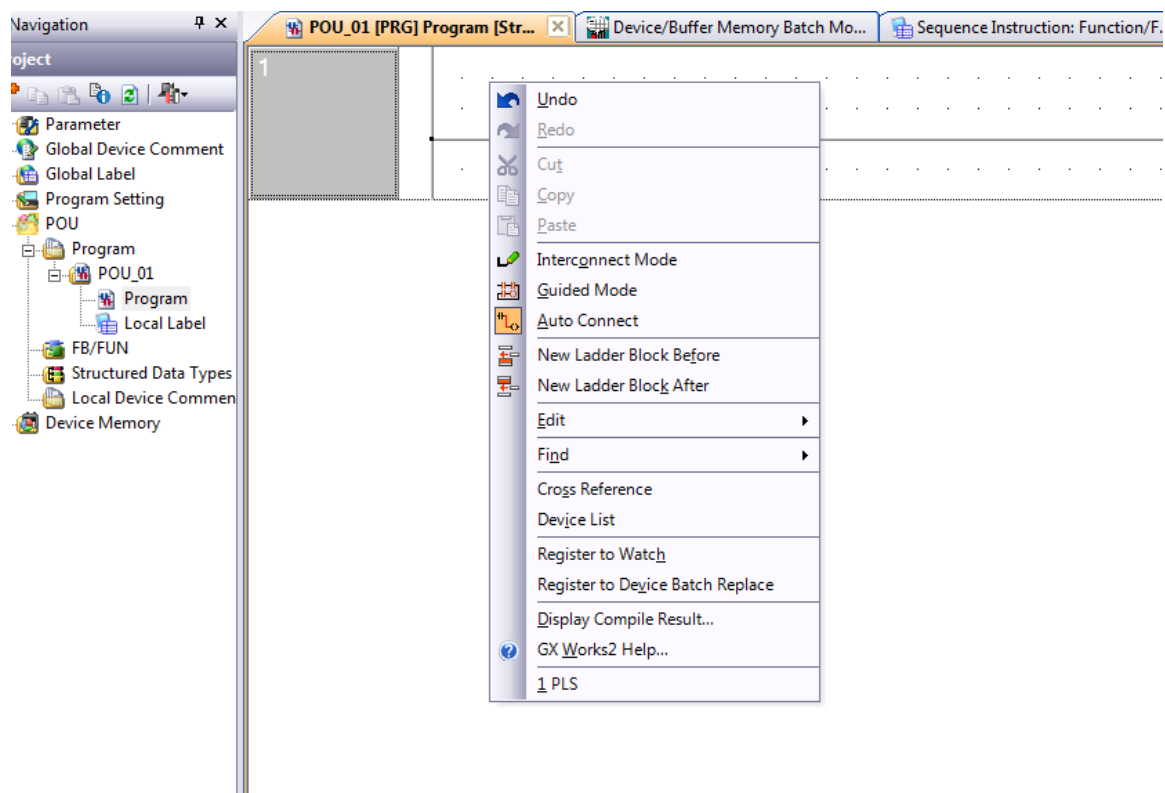 Navigation
POU_01 [PRG] Program [Str...
Device/Buffer Memory Batch Mo...
Sequence Instruction: Function/F.
oject
Parameter
Global Device Comment
Global Label
Program Setting
POU
Program
POU_01
Program
Local Label
FB/FUN
Structured Data Types
Local Device Commen
Device Memory
1
Undo
Redo
Cut
Copy
Paste
Interconnect Mode
Guided Mode
Auto Connect
New Ladder Block Before
New Ladder Block After
Edit
Find
Cross Reference
Device List
Register to Watch
Register to Device Batch Replace
Display Compile Result...
GX Works2 Help...
1 PLS